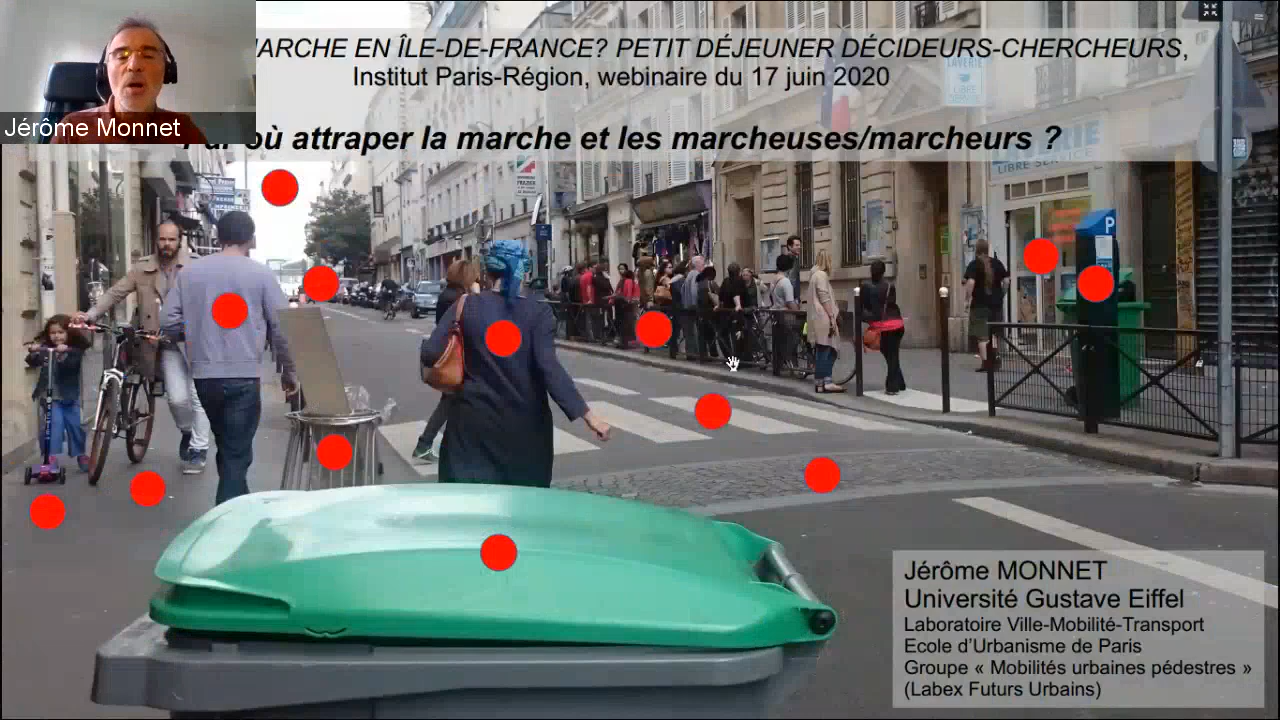 MARCHE EN ÎLE-DE-FRANCE? PETIT DÉJEUNER DÉCIDEURS-CHERCHEURS,
Institut Paris-Région, webinaire du 17 juin 2020
Jérôme Monnet
où attraper la marche et les marcheuses/marcheurs ?
LAVERIE
LIBRE SERVICE
P
Jérôme MONNET
Université Gustave Eiffel
Laboratoire Ville-Mobilité-Transport
Ecole d'Urbanisme de Paris
Groupe « Mobilités urbaines pédestres »
(Labex Futurs Urbains)